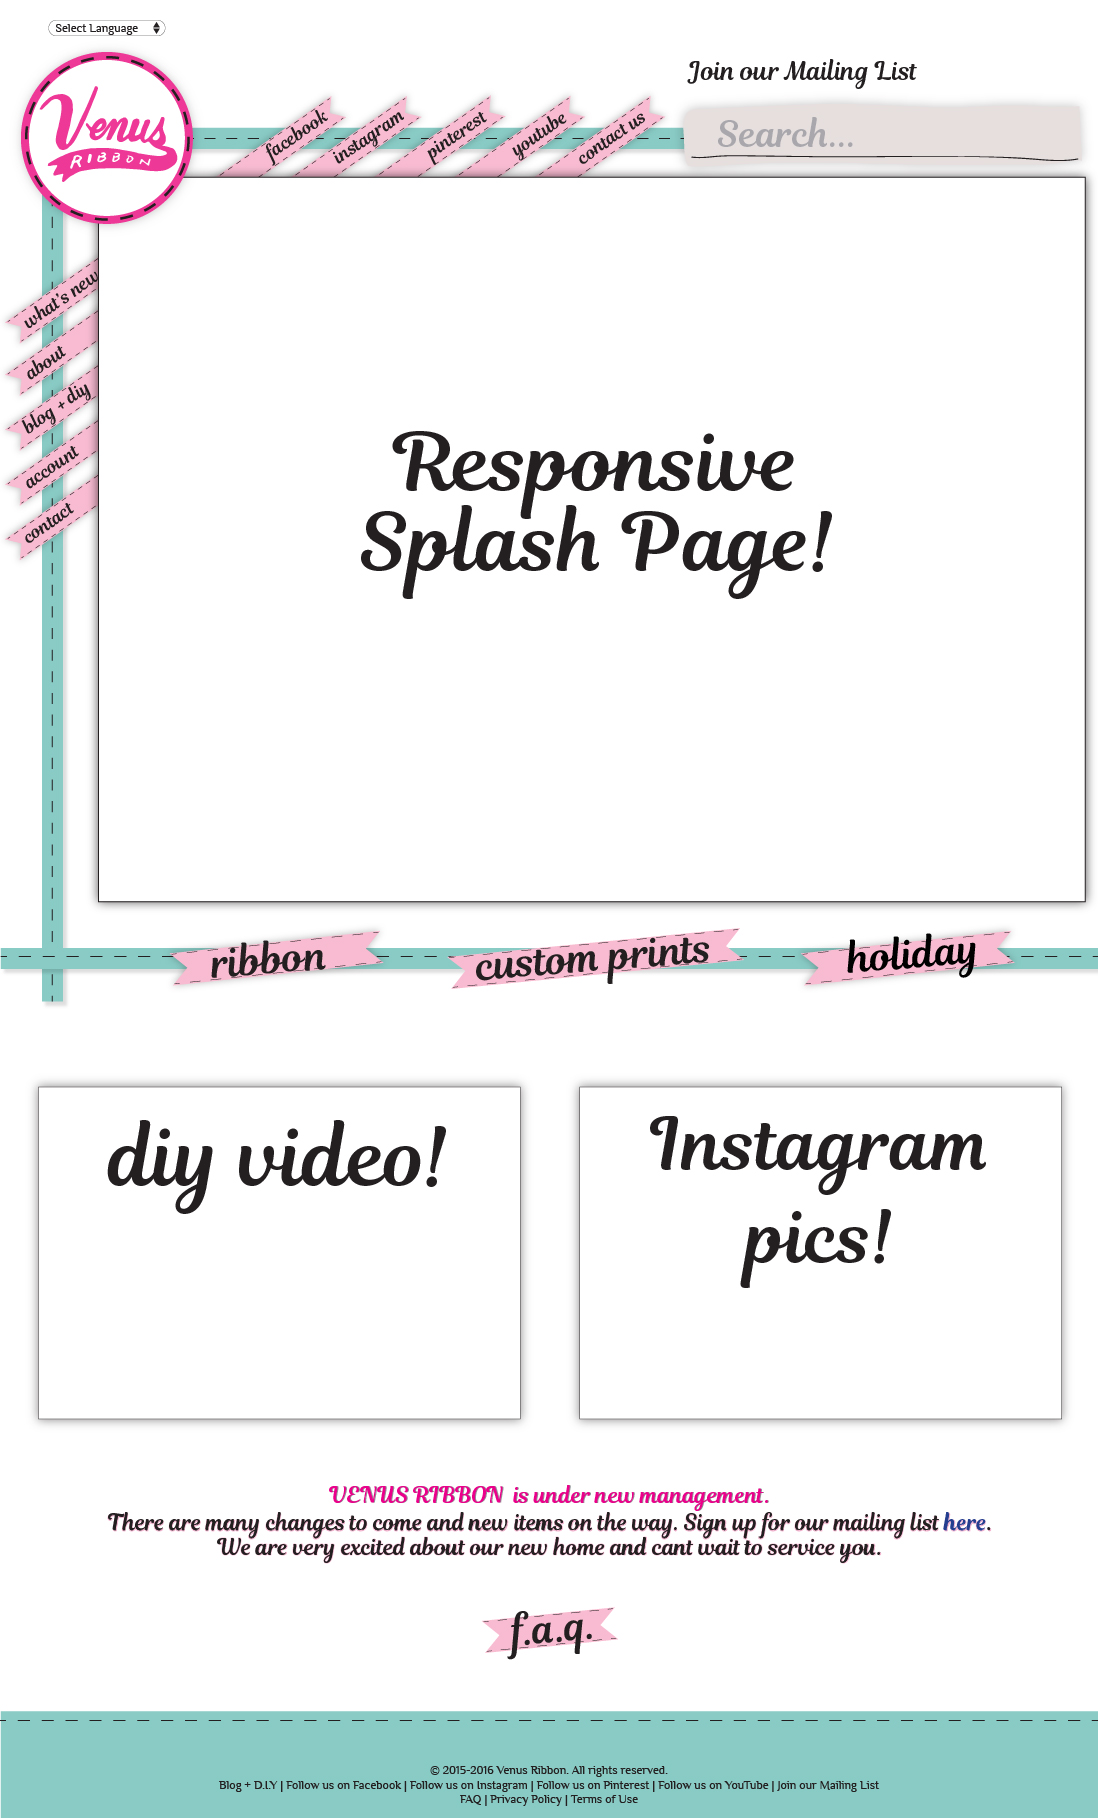 Select Language
Join our Mailing List
Venus
RIBBON
facebook
instagram
pinterest
youtube
contact us
Search...
what's new
about
blog + diy
account
contact
Responsive
Splash Page!
ribbon
custom prints
holiday
diy video!
Instagram
pics!
VENUS RIBBON is under new management.
There are many changes to come and new items on the way. Sign up for our mailing list here.
We are very excited about our new home and cant wait to service you.
f.a.q.
© 2015-2016 Venus Ribbon. All rights reserved.
Blog + D.I.Y | Follow us on Facebook | Follow us on Instagram | Follow us on Pinterest | Follow us on YouTube | Join our Mailing List
FAQ | Privacy Policy | Terms of Use